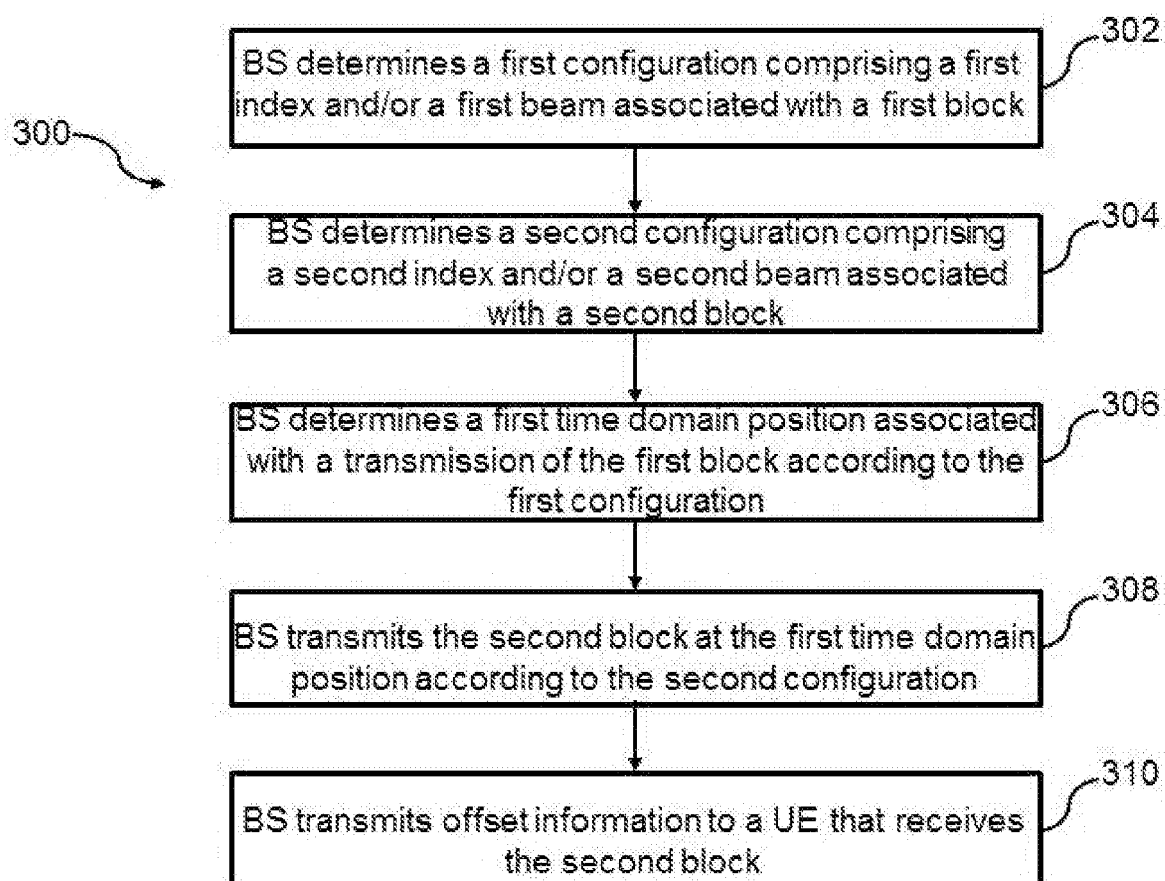 302
BS determines a first configuration comprising a first
index and/or a first beam associated with a first block
300
304
BS determines a second configuration comprising
a second index and/or a second beam associated
with a second block
306
BS determines a first time domain position associated
with a transmission of the first block according to the
first configuration
308
BS transmits the second block at the first time domain
position according to the second configuration
310
BS transmits offset information to a UE that receives
the second block